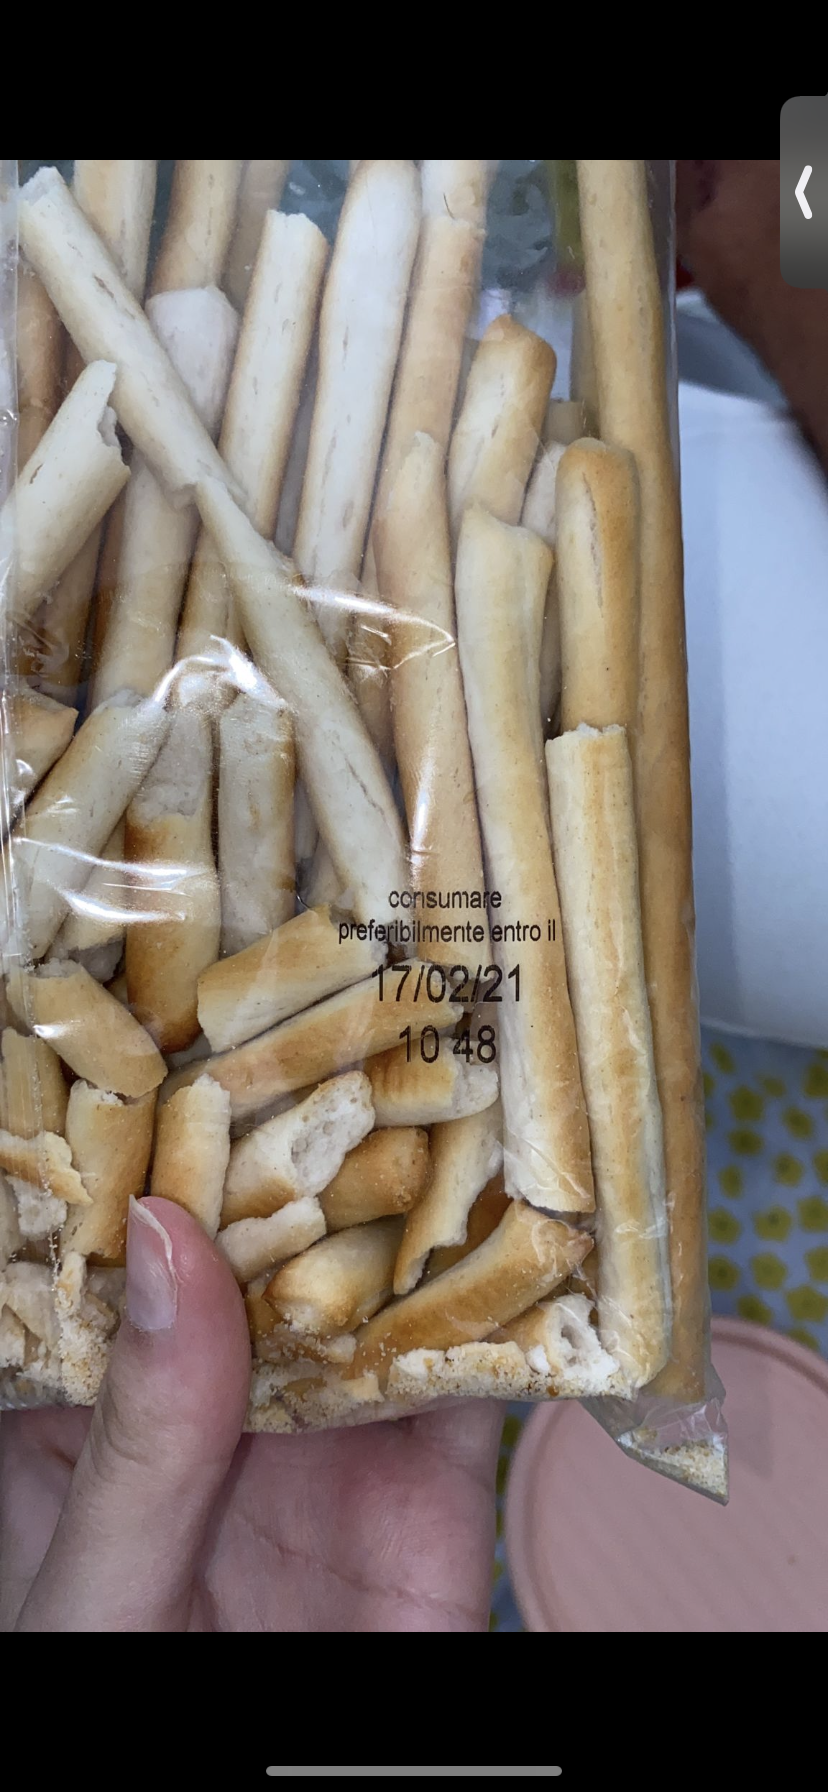 consumare
preferibilmente entro il
17/02/21
10 48